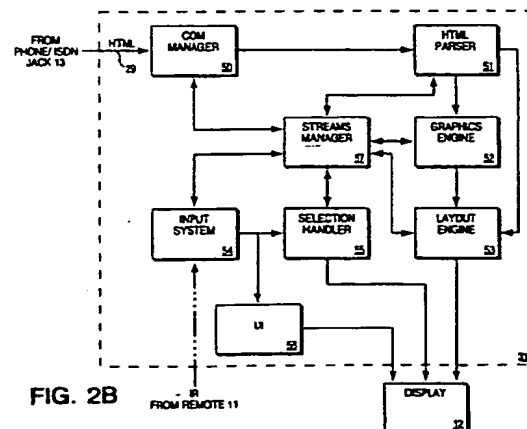 FROM
PHONE/ISDN
JACK 13
HTML
29
COM
MANAGER
50
HTML
PARSER
51
STREAMS
MANAGER
57
GRAPHICS
ENGINE
52
INPUT
SYSTEM
54
SELECTION
HANDLER
LAYOUT
ENGINE
53
UI
IR
FROM REMOTE 11
DISPLAY
12
FIG. 2B